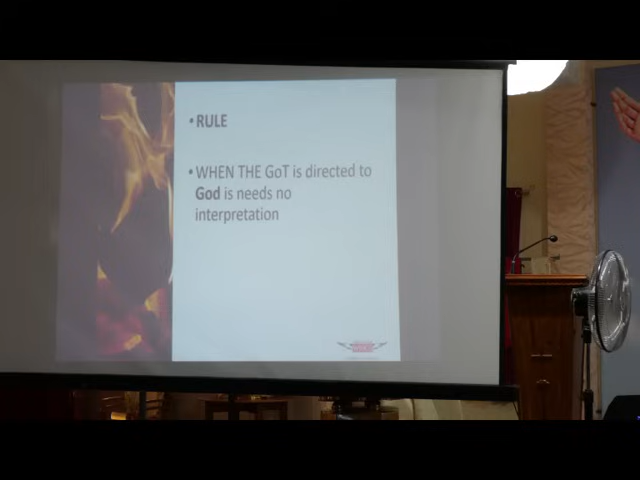 • RULE
• WHEN THE GoT is directed to
God is needs no
interpretation